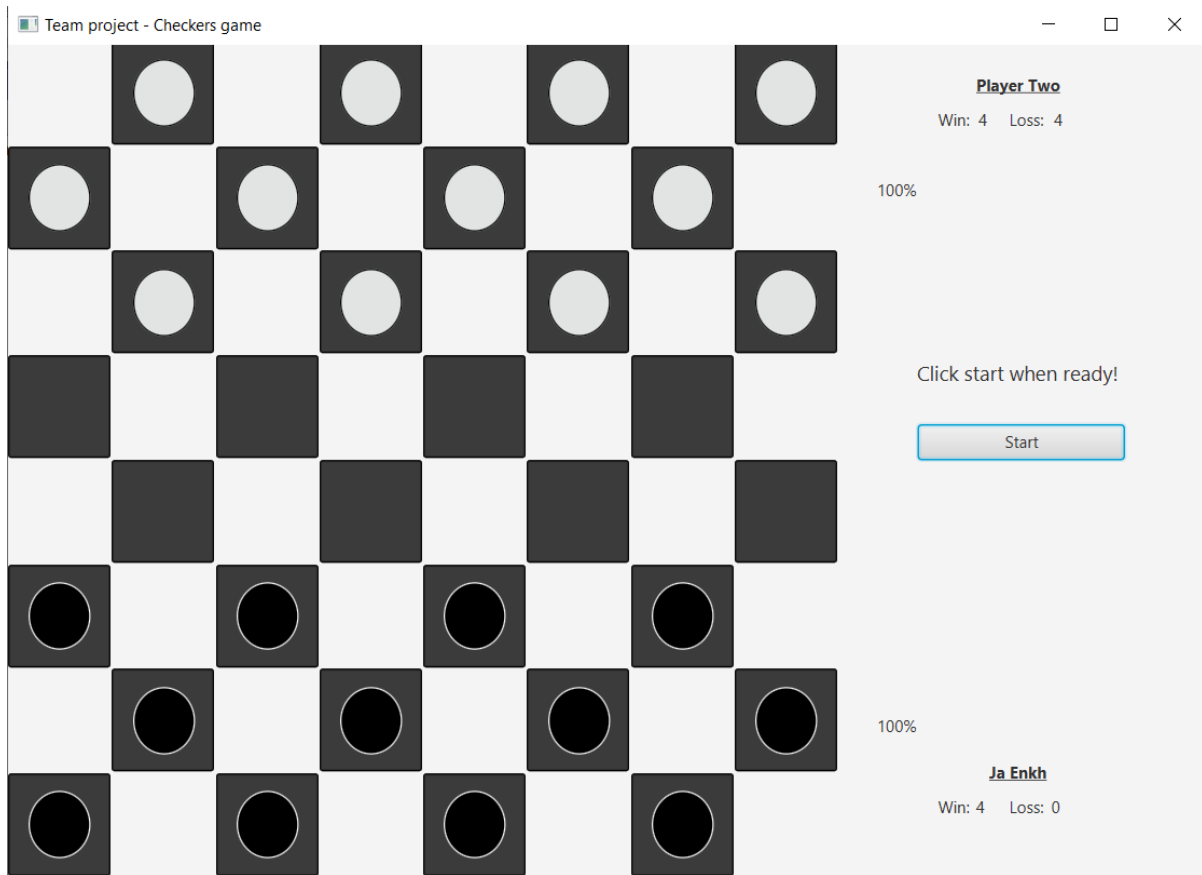 Team project - Checkers game
Player Two
Win: 4 Loss: 4
100%
Click start when ready!
Start
100%
Ja Enkh
Win: 4 Loss: 0